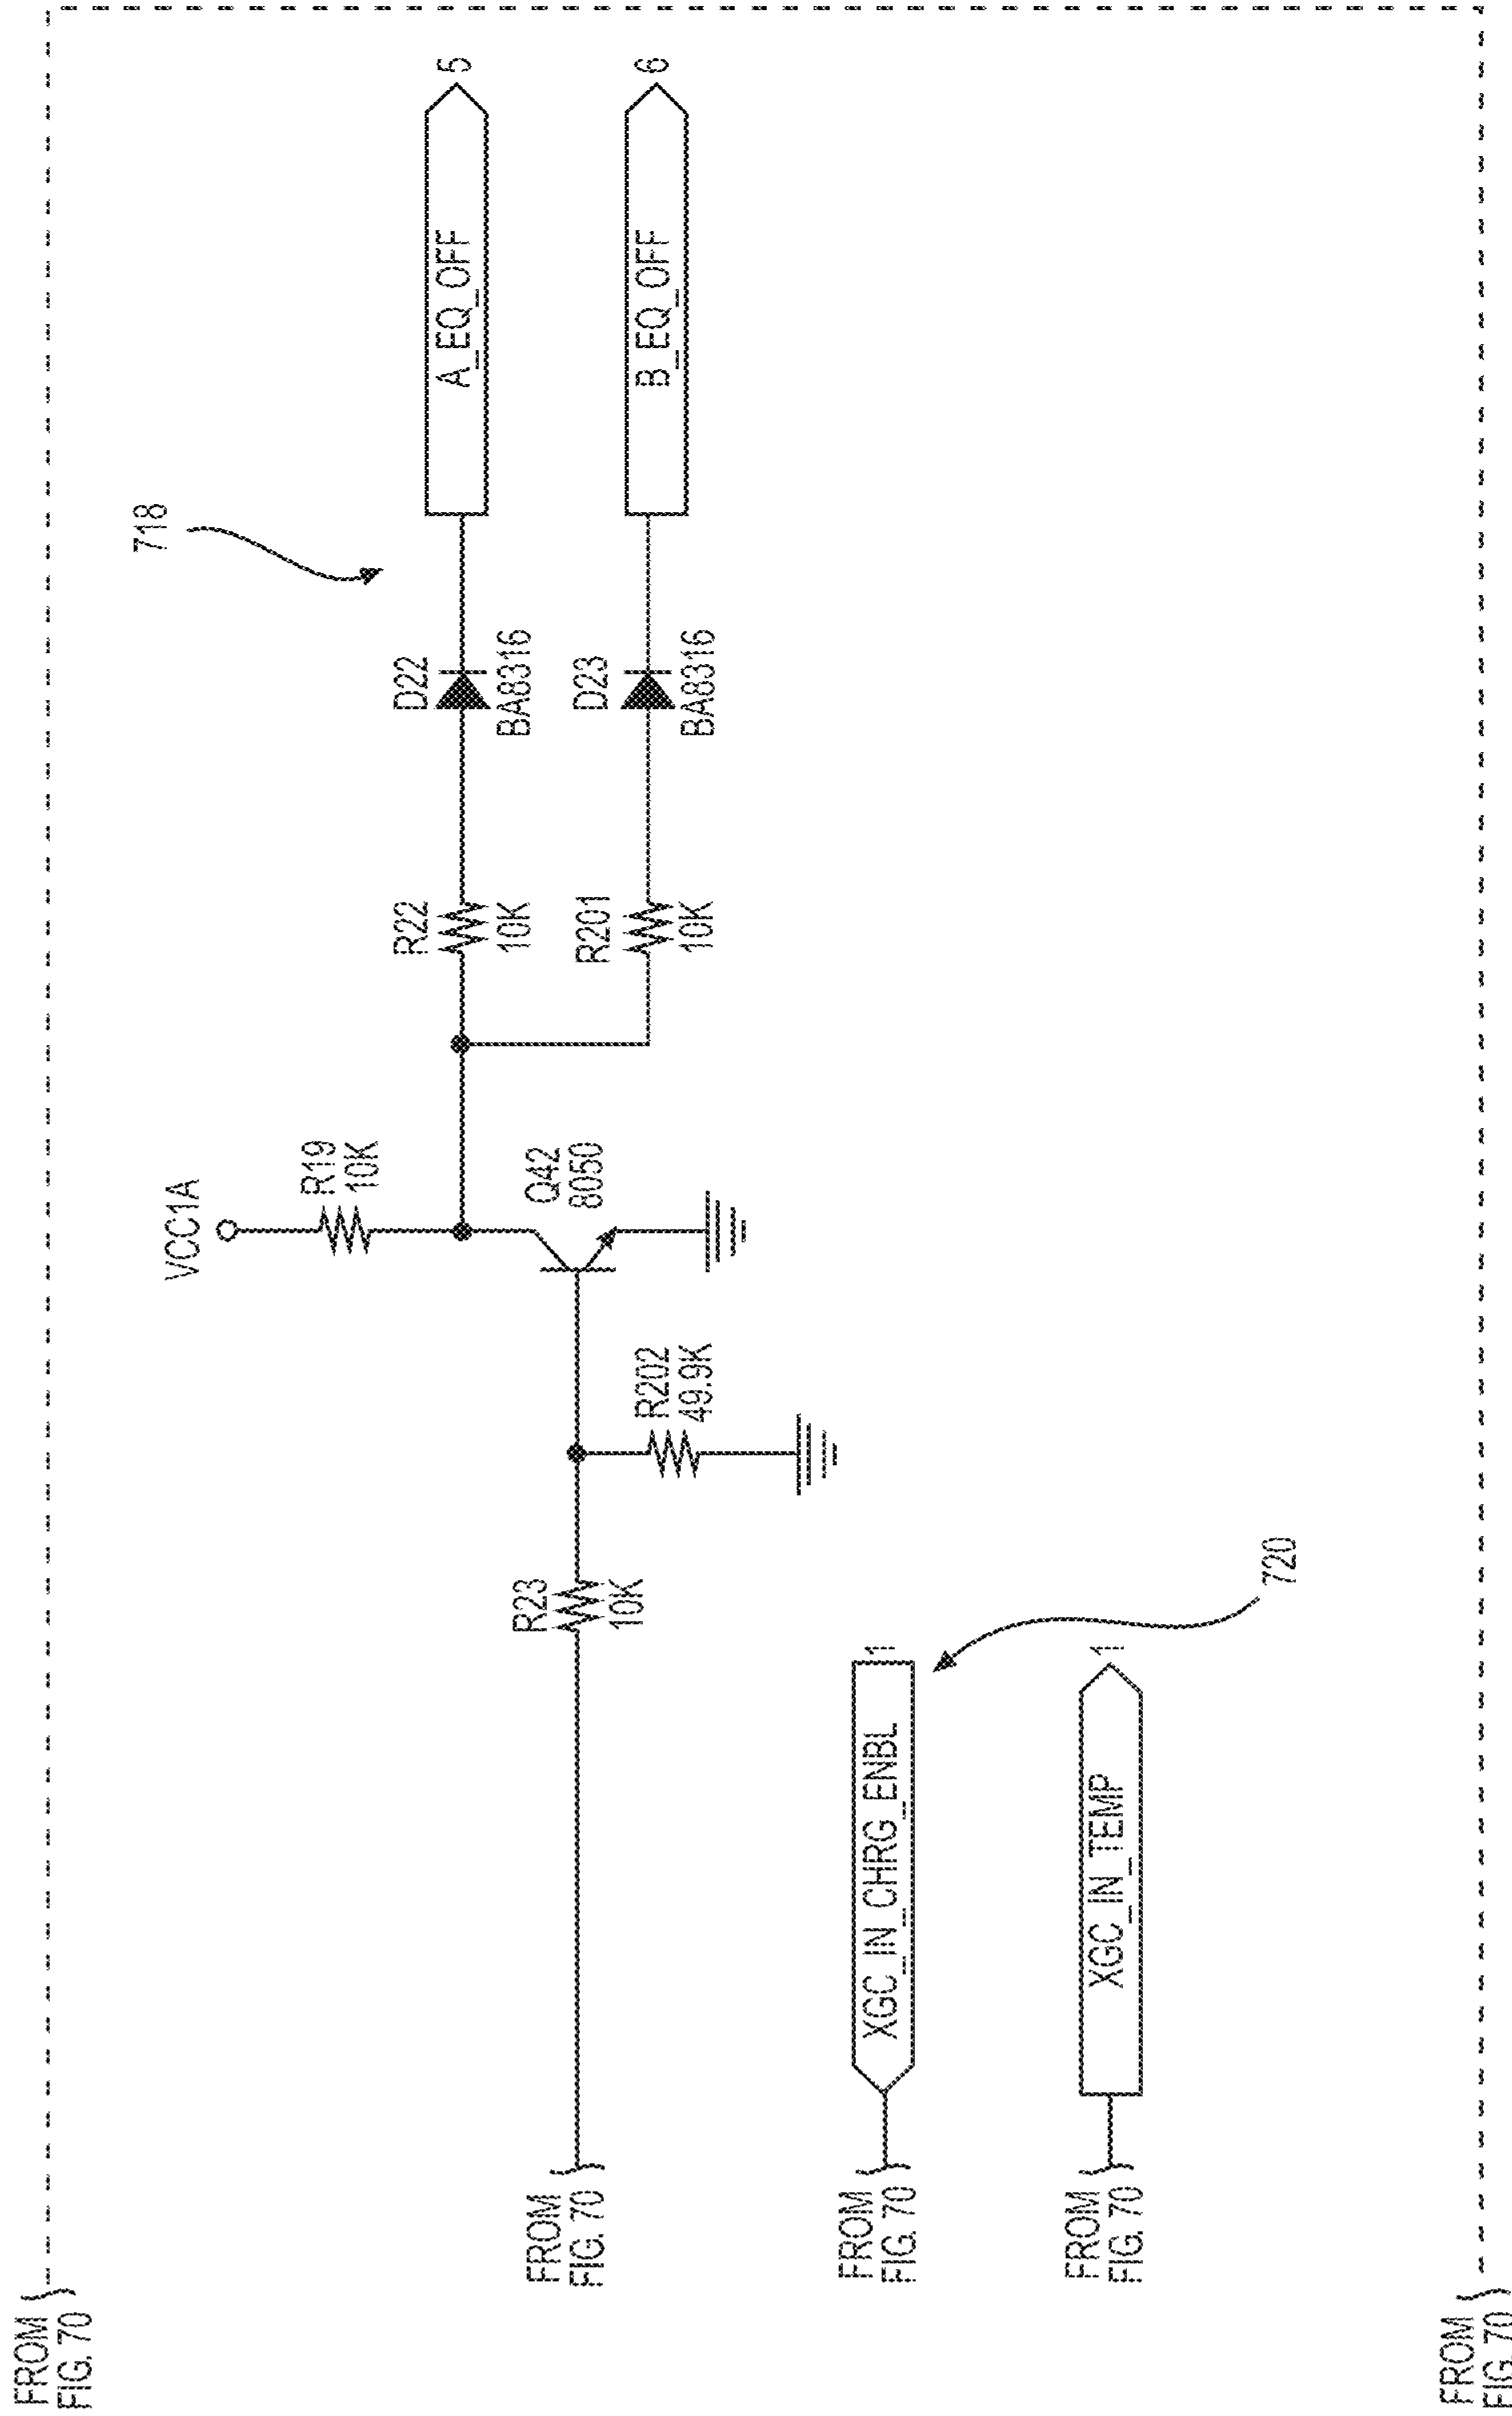 FROM
FIG. 70
VCC1A
R19
10K
718
R22
10K
D22
BA8316
A_EQ_OFF
5
Q42
8050
R201
10K
D23
BA8316
B_EQ_OFF
6
FROM
FIG. 70
R23
10K
R202
49.9K
FROM
FIG. 70
XGC_IN_CHRG_ENBL
1
FROM
FIG. 70
XGC_IN_TEMP
1
720
FROM
FIG. 70